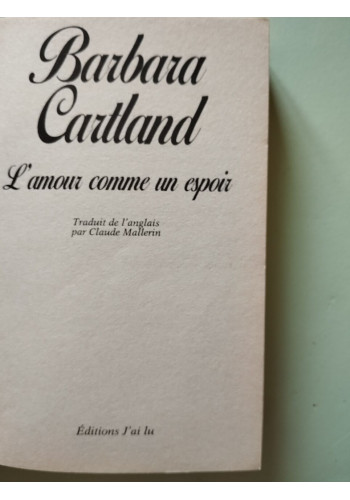 Barbara
Cartland
L'amour comme un espoir
Traduit de l'anglais
par Claude Mallerin
Éditions J'ai lu